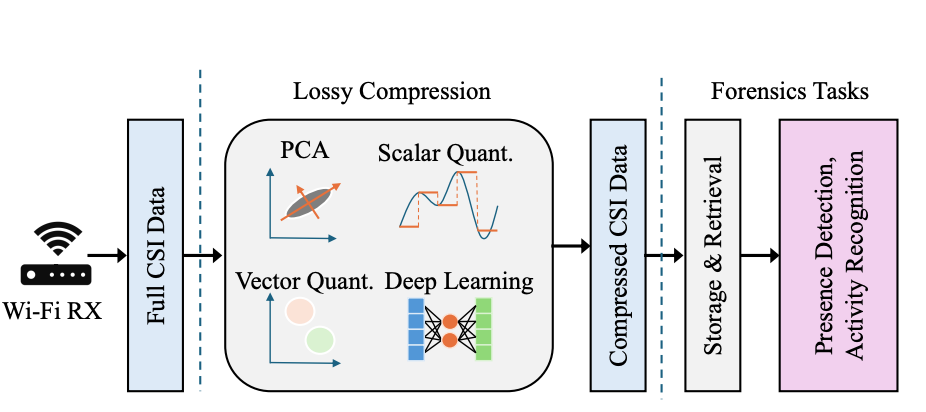 Lossy Compression
Forensics Tasks
Wi-Fi RX
Full CSI Data
PCA
Scalar Quant.
Vector Quant.
Deep Learning
Compressed CSI Data
Storage & Retrieval
Presence Detection,
Activity Recognition